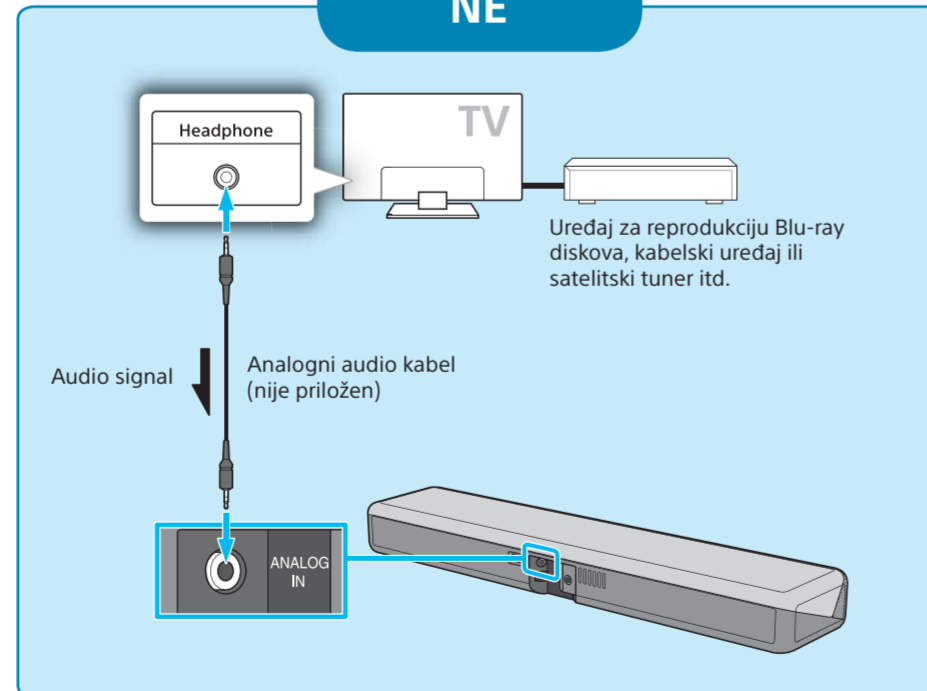 NE
Headphone
TV
Uređaj za reprodukciju Blu-ray
diskova, kabelski uređaj ili
satelitski tuner itd.
Audio signal
Analogni audio kabel
(nije priložen)
ANALOG
IN